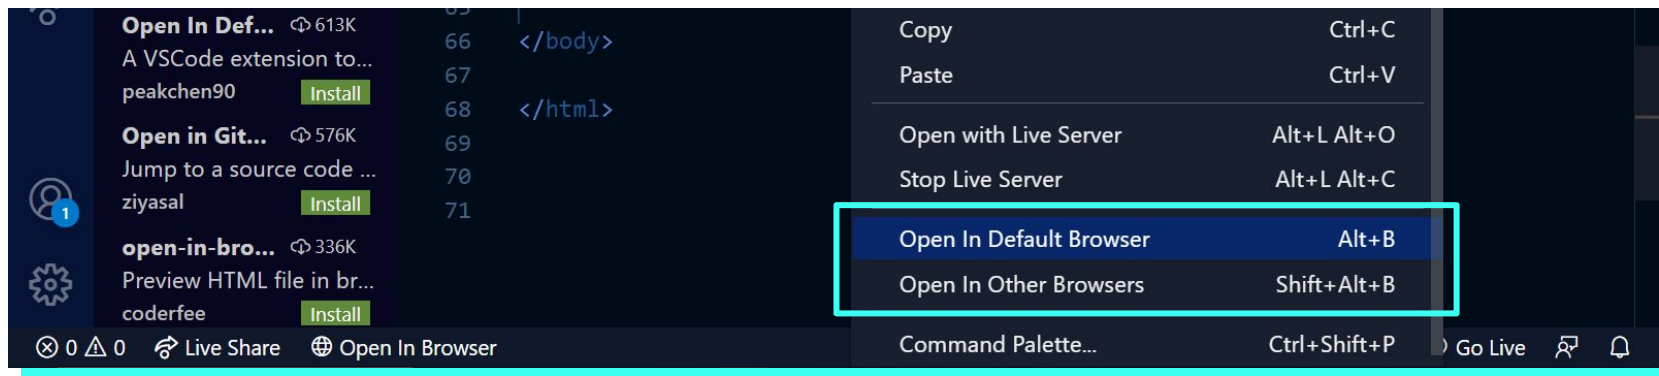 Open In Def... 613K
A VSCode extension to...
peakchen90 Install
Open in Git... 576K
Jump to a source code ...
ziyasal Install
open-in-bro... 336K
Preview HTML file in br...
coderfee Install
1
66 </body>
67
68 </html>
69
70
71
Copy Ctrl+C
Paste Ctrl+V
Open with Live Server Alt+L Alt+O
Stop Live Server Alt+L Alt+C
Open In Default Browser Alt+B
Open In Other Browsers Shift+Alt+B
Command Palette... Ctrl+Shift+P
0 0 Live Share Open In Browser Go Live